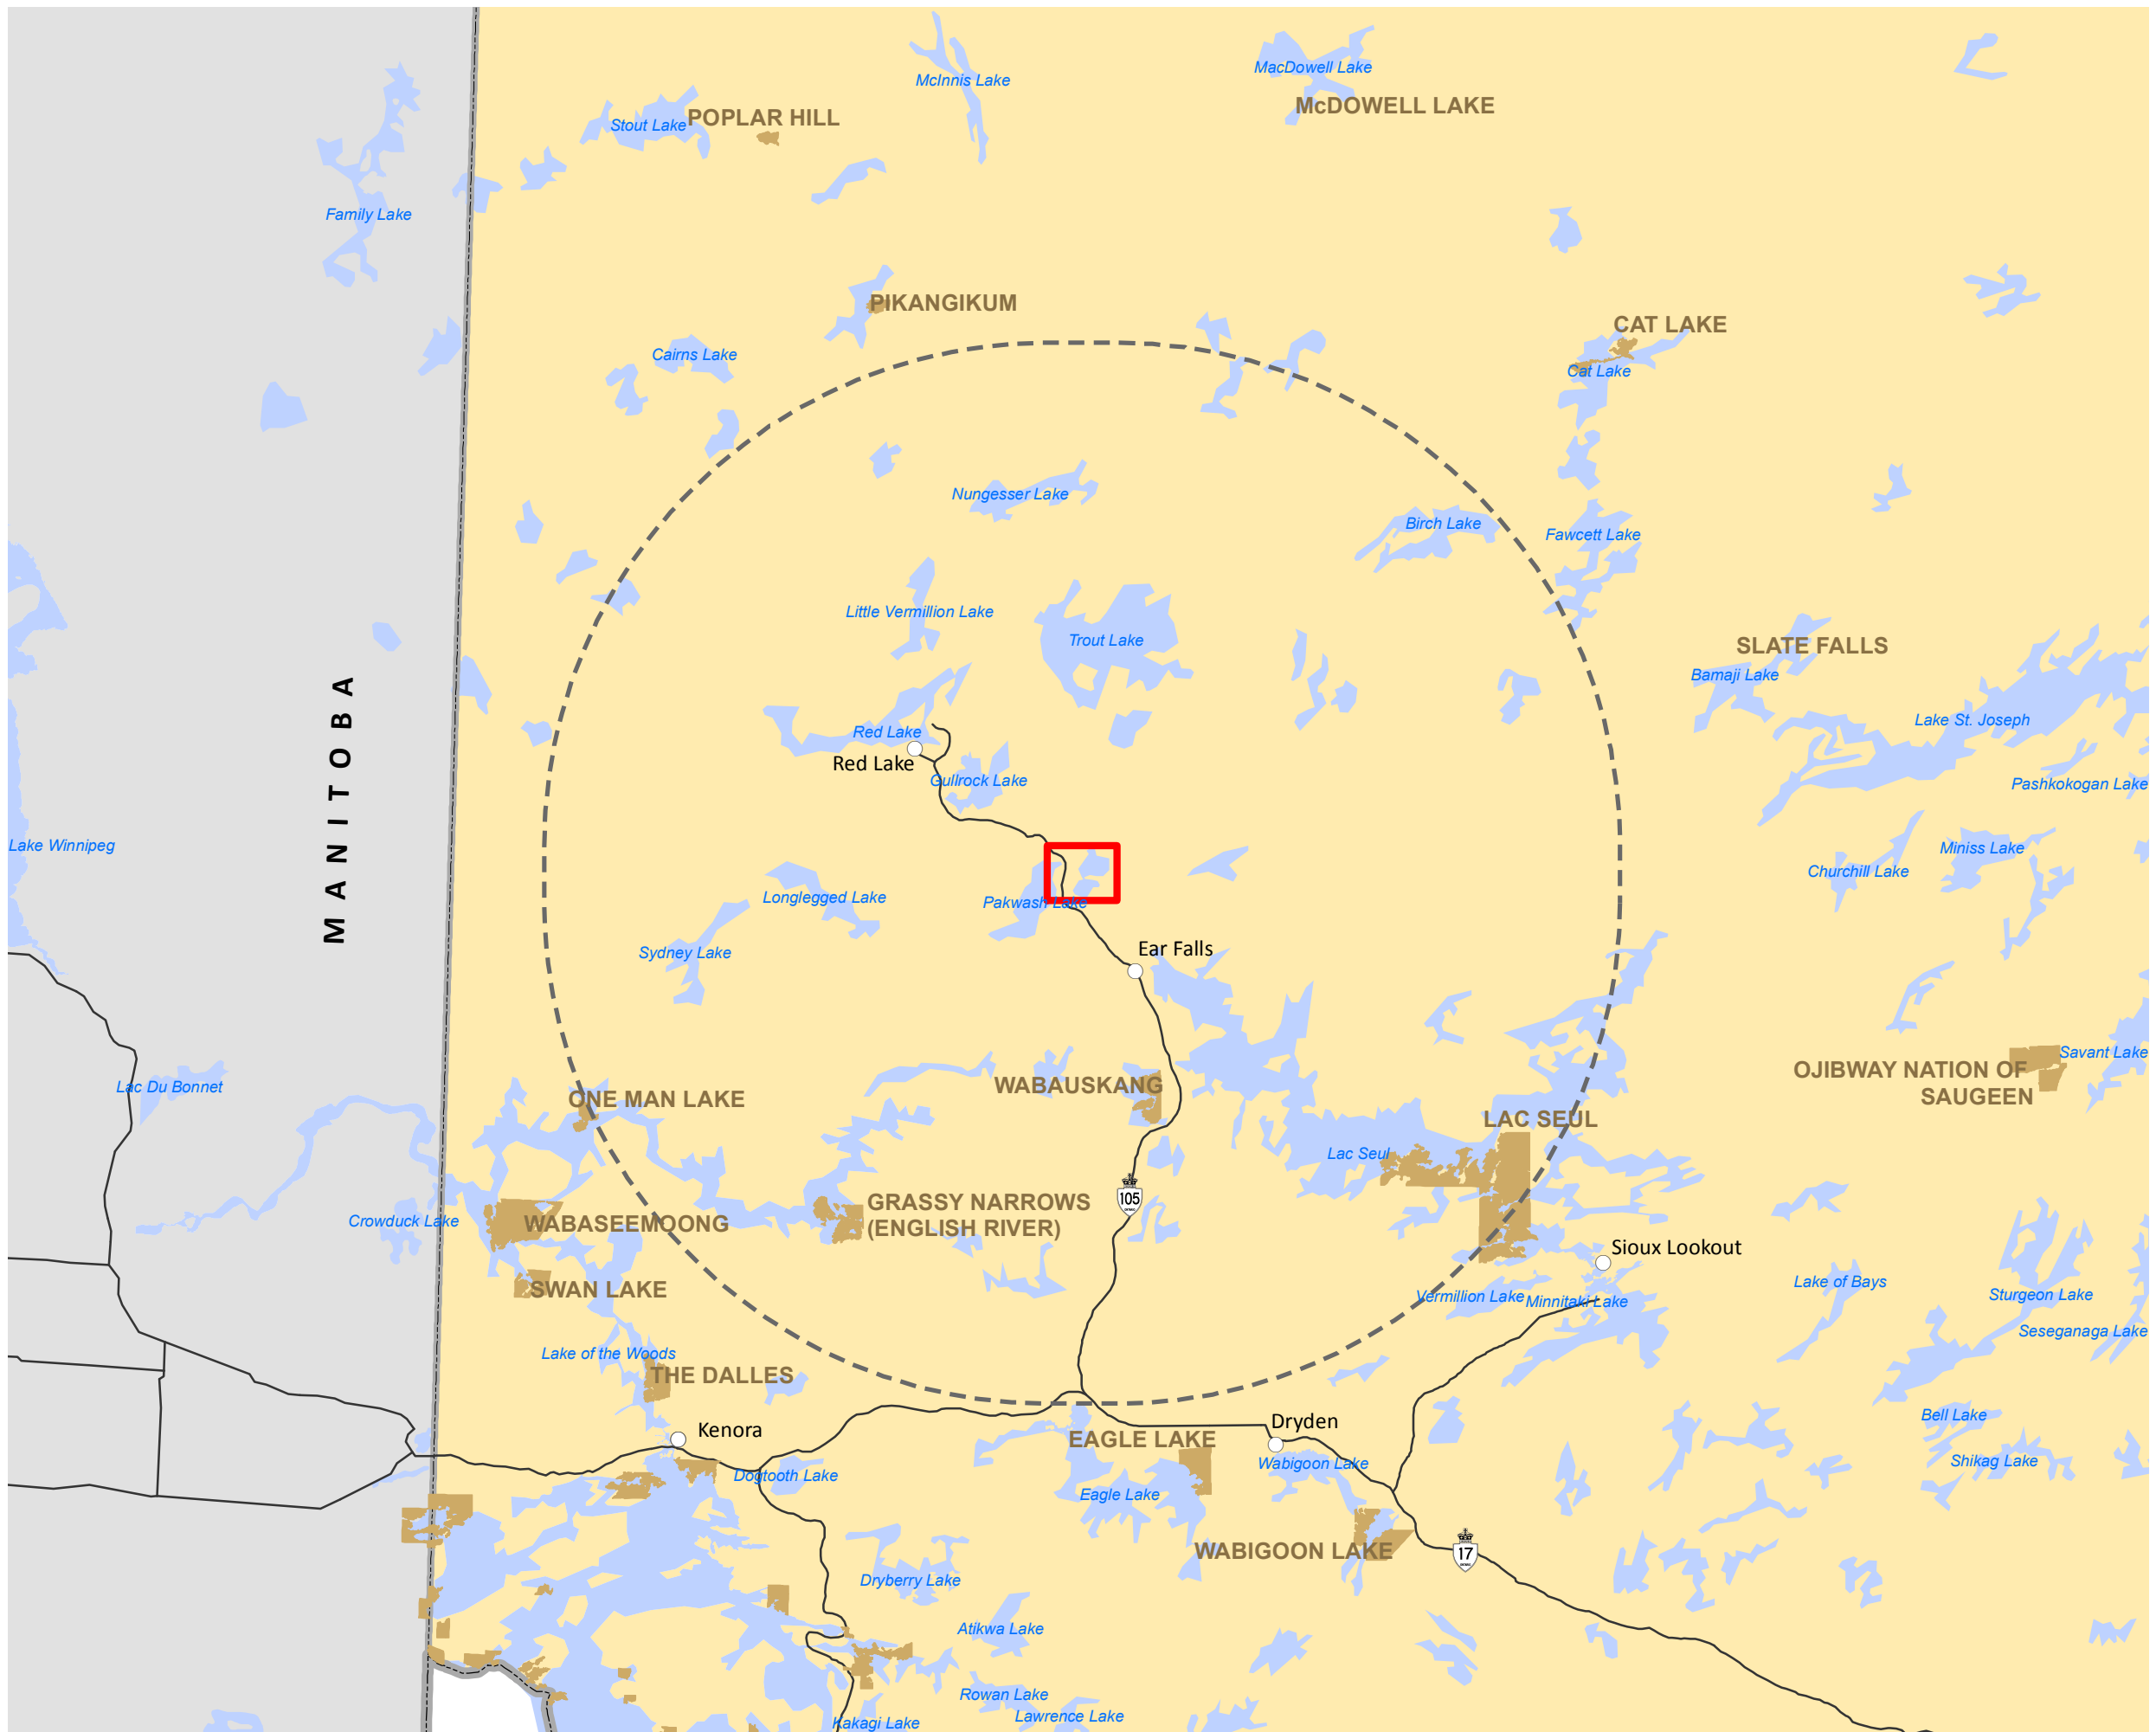 McInnis Lake
MacDowell Lake
McDOWELL LAKE
POPLAR HILL
Stout Lake
Family Lake
PIKANGIKUM
CAT LAKE
Cairns Lake
Cat Lake
Nungesser Lake
Birch Lake
Fawcett Lake
Little Vermillion Lake
Trout Lake
SLATE FALLS
Bamaji Lake
MANITOBA
Lake St. Joseph
Red Lake
Red Lake
Gullrock Lake
Pashkokogan Lake
Lake Winnipeg
Miniss Lake
Churchill Lake
Longlegged Lake
Pakwash Lake
Sydney Lake
Ear Falls
Savant Lake
OJIBWAY NATION OF
SAUGEEN
Lac Du Bonnet
WABAUSKANG
ONE MAN LAKE
LAC SEUL
Lac Seul
105
GRASSY NARROWS
(ENGLISH RIVER)
Crowduck Lake
WABASEEMOONG
Sioux Lookout
SWAN LAKE
Lake of Bays
Vermillion Lake
Minnitaki Lake
Sturgeon Lake
Seseganaga Lake
Lake of the Woods
THE DALLES
Bell Lake
Dryden
Kenora
EAGLE LAKE
Shikag Lake
Wabigoon Lake
Dogtooth Lake
Eagle Lake
WABIGOON LAKE
17
Dryberry Lake
Atikwa Lake
Rowan Lake
Lawrence Lake
Kakagi Lake